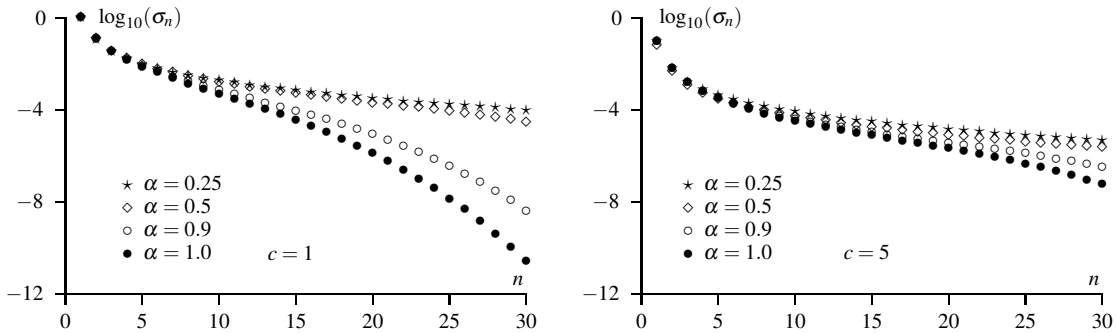 0 log₁₀(σₙ)
−4
−8
★ α = 0.25
◇ α = 0.5
○ α = 0.9
● α = 1.0 c = 1
n
−12
0 5 10 15 20 25 30
0 log₁₀(σₙ)
−4
−8
★ α = 0.25
◇ α = 0.5
○ α = 0.9
● α = 1.0 c = 5
n
−12
0 5 10 15 20 25 30